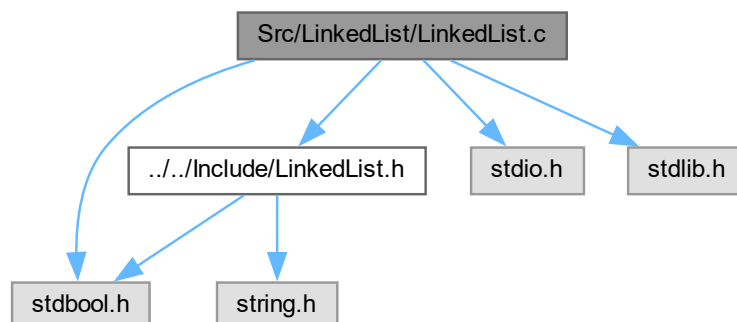 Src/LinkedList/LinkedList.c
../../Include/LinkedList.h
stdio.h
stdlib.h
stdbool.h
string.h